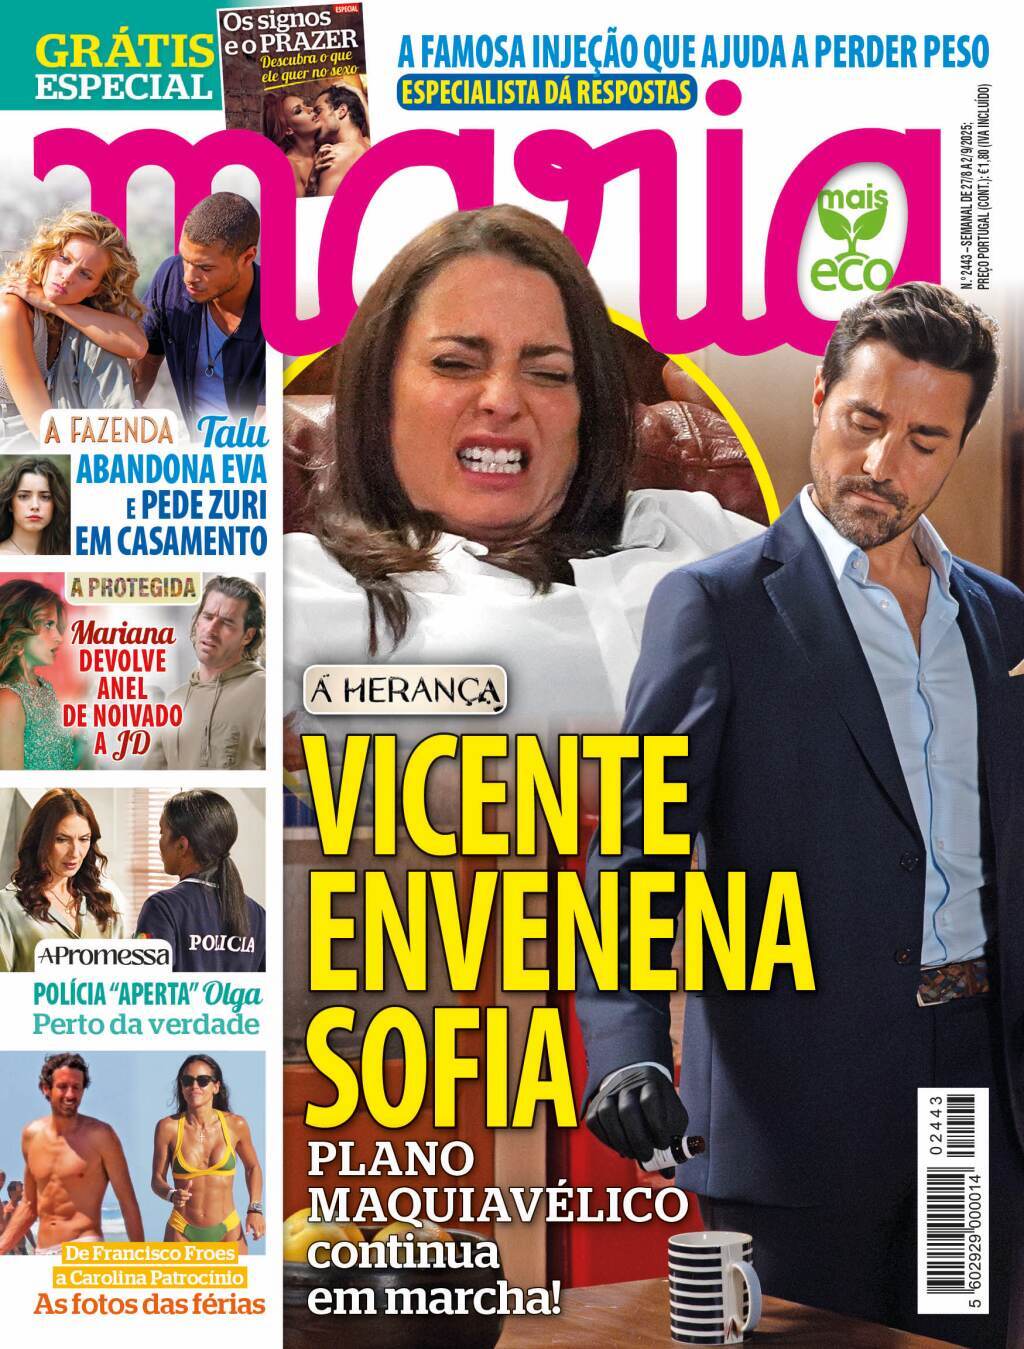 GRÁTIS
ESPECIAL
ESPECIAL
Os signos
e o PRAZER
Descubra o que
ele quer no sexo
A FAMOSA INJEÇÃO QUE AJUDA A PERDER PESO
ESPECIALISTA DÁ RESPOSTAS
maria
mais
eco
N.º 2443 – SEMANAL DE 27/8 A 2/9/2025;
PREÇO PORTUGAL (CONT.): €1,80 (IVA INCLUÍDO)
A FAZENDA
Talu
ABANDONA EVA
E PEDE ZURI
EM CASAMENTO
A PROTEGIDA
Mariana
DEVOLVE
ANEL
DE NOIVADO
A JD
POLICIA
A Promessa
POLÍCIA “APERTA” Olga
Perto da verdade
De Francisco Froes
a Carolina Patrocínio
As fotos das férias
A HERANÇA
VICENTE
ENVENENA
SOFIA
PLANO
MAQUIAVÉLICO
continua
em marcha!
02443
5 602929 000014